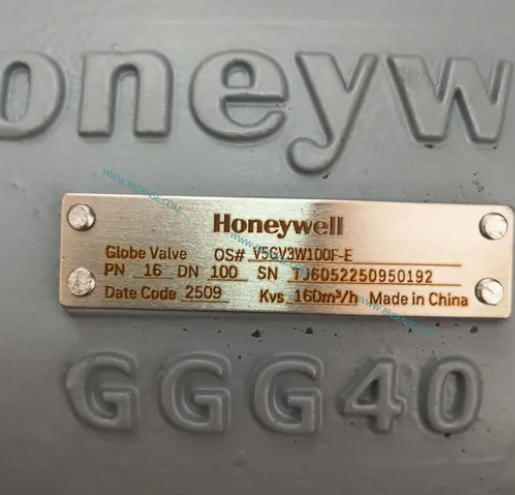 oneyw
Honeywell
Globe Valve OS# V5GV3W100F-E
PN 16 DN 100 SN TJ6052250950192
Date Code 2509 Kvs 160m³/h Made in China
GGG40